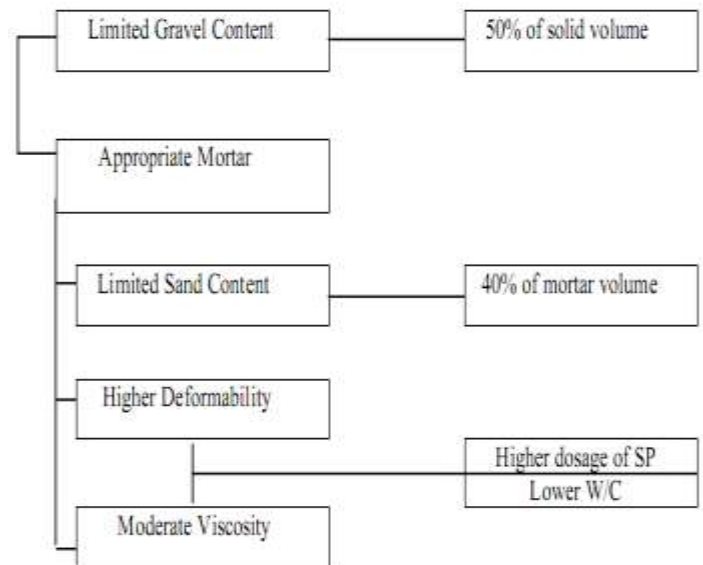 Limited Gravel Content
50% of solid volume
Appropriate Mortar
Limited Sand Content
40% of mortar volume
Higher Deformability
Higher dosage of SP
Lower W/C
Moderate Viscosity